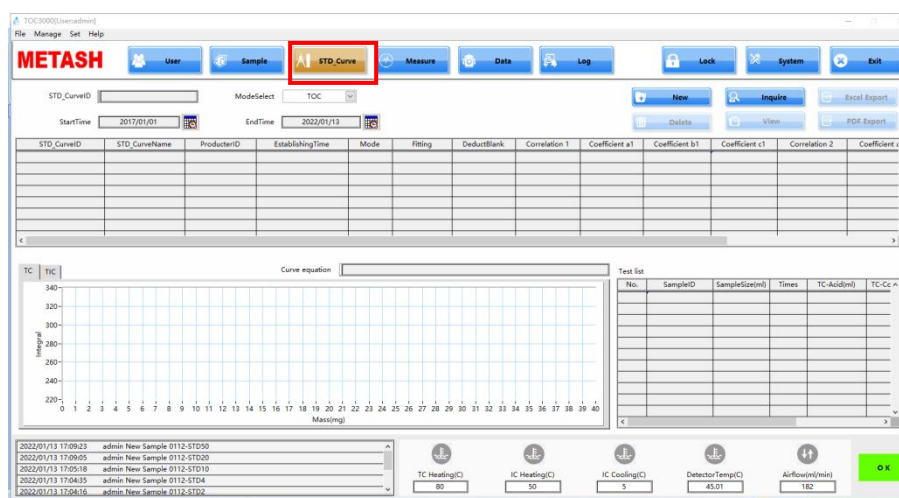 TOC3000(User:admin)
File Manage Set Help
METASH User Sample STD_Curve Measure Data Log Lock System Exit
STD_CurveID ModeSelect TOC New Inquire Excel Export
StartTime 2017/01/01 EndTime 2022/01/13 Delete View PDF Export
STD_CurveID STD_CurveName ProducterID EstablishingTime Mode Fitting DeductBlank Correlation 1 Coefficient a1 Coefficient b1 Coefficient c1 Correlation 2 Coefficient a
TC TIC Curve equation Test list
No. SampleID SampleSize(ml) Times TC-Acid(ml) TC-Cc
340
320
300
280
260
240
220
Integral
0 1 2 3 4 5 6 7 8 9 10 11 12 13 14 15 16 17 18 19 20 21 22 23 24 25 26 27 28 29 30 31 32 33 34 35 36 37 38 39 40
Mass(mg)
2022/01/13 17:09:23 admin New Sample 0112-STD50
2022/01/13 17:09:05 admin New Sample 0112-STD20
2022/01/13 17:05:18 admin New Sample 0112-STD10
2022/01/13 17:04:35 admin New Sample 0112-STD4
2022/01/13 17:04:16 admin New Sample 0112-STD2
TC Heating(C) IC Heating(C) IC Cooling(C) DetectorTemp(C) Airflow(ml/min)
80 50 5 45.01 182
OK